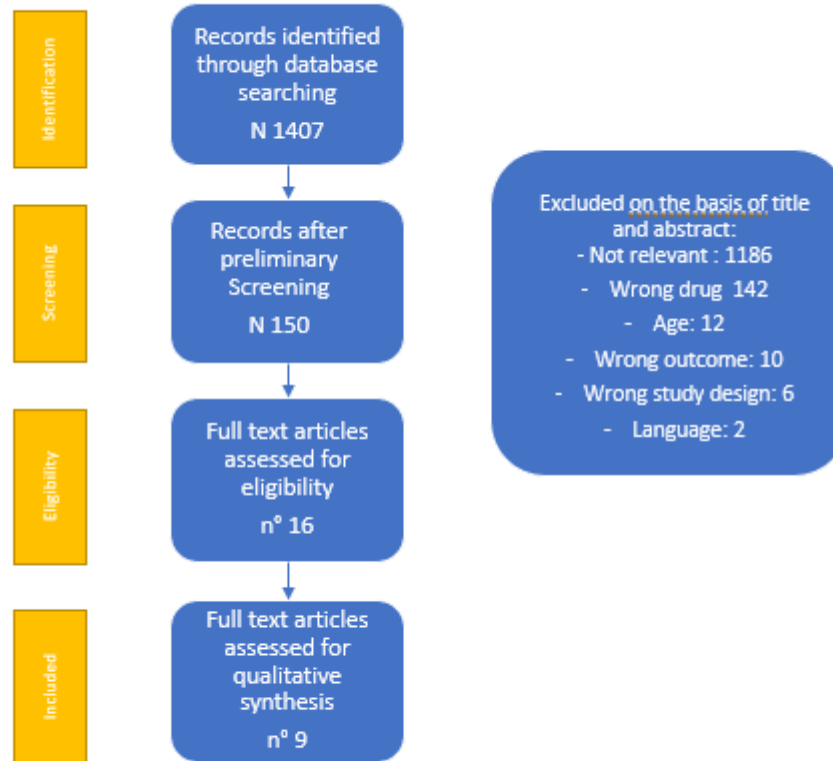 Identification
Records identified
through database
searching
N 1407
Screening
Records after
preliminary
Screening
N 150
Eligibility
Full text articles
assessed for
eligibility
n° 16
Included
Full text articles
assessed for
qualitative
synthesis
n° 9
Excluded on the basis of title
and abstract:
- Not relevant : 1186
- Wrong drug 142
- Age: 12
- Wrong outcome: 10
- Wrong study design: 6
- Language: 2